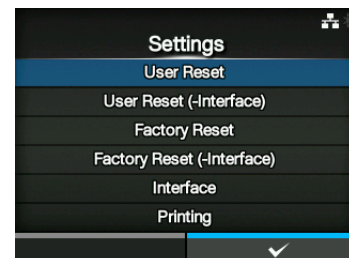 Settings
User Reset
User Reset (-Interface)
Factory Reset
Factory Reset (-Interface)
Interface
Printing